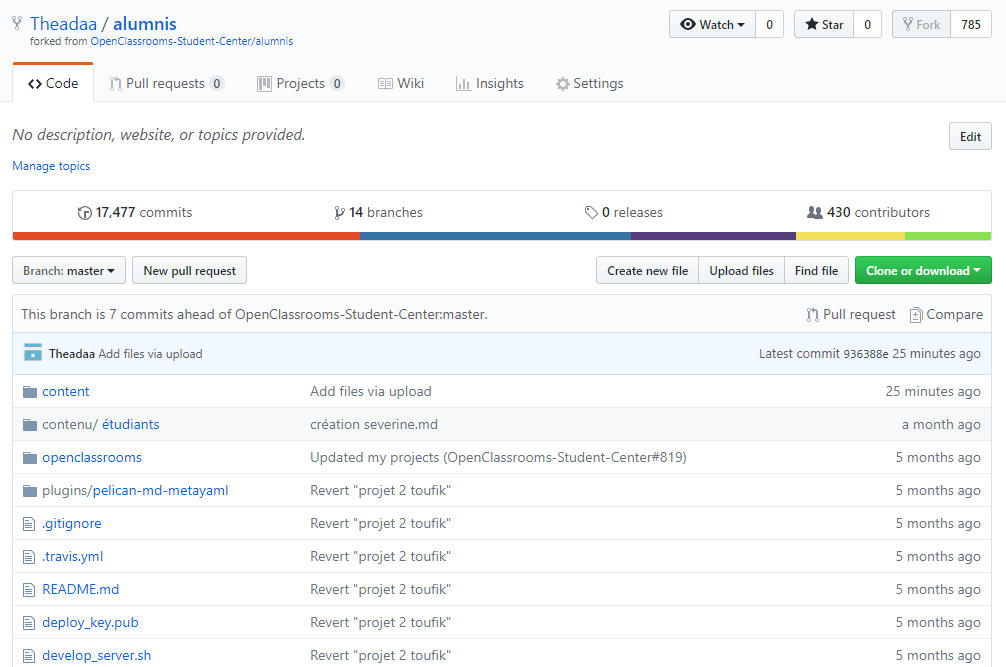 Theadaa / alumnis
Watch 0 Star 0 Fork 785
forked from OpenClassrooms-Student-Center/alumnis
Code Pull requests 0 Projects 0 Wiki Insights Settings
No description, website, or topics provided.
Edit
Manage topics
17,477 commits 14 branches 0 releases 430 contributors
Branch: master New pull request Create new file Upload files Find file Clone or download
This branch is 7 commits ahead of OpenClassrooms-Student-Center:master. Pull request Compare
Theadaa Add files via upload Latest commit 936388e 25 minutes ago
content Add files via upload 25 minutes ago
contenu/ étudiants création severine.md a month ago
openclassrooms Updated my projects (OpenClassrooms-Student-Center#819) 5 months ago
plugins/pelican-md-metayaml Revert "projet 2 toufik" 5 months ago
.gitignore Revert "projet 2 toufik" 5 months ago
.travis.yml Revert "projet 2 toufik" 5 months ago
README.md Revert "projet 2 toufik" 5 months ago
deploy_key.pub Revert "projet 2 toufik" 5 months ago
develop_server.sh Revert "projet 2 toufik" 5 months ago